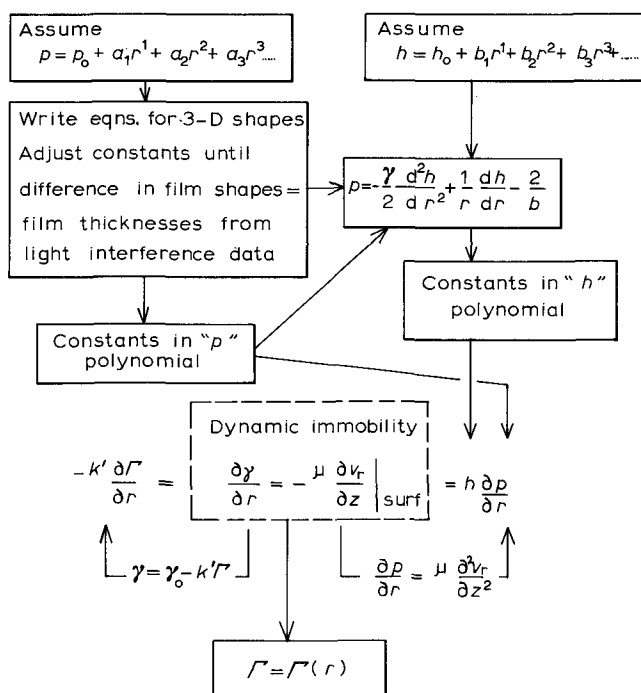 Assume
p = p₀ + a₁r¹ + a₂r² + a₃r³.....
Assume
h = h₀ + b₁r¹ + b₂r² + b₃r³ + .....
Write eqns. for 3-D shapes
Adjust constants until
difference in film shapes =
film thicknesses from
light interference data
p = -γ/2 d²h/dr² + 1/r dh/dr - 2/b
Constants in "h"
polynomial
Constants in "p"
polynomial
Dynamic immobility
-k' ∂Γ/∂r = ∂γ/∂r = - μ ∂vᵣ/∂z | surf = h ∂p/∂r
γ = γ₀ - k'Γ
∂p/∂r = μ ∂²vᵣ/∂z²
Γ = Γ(r)